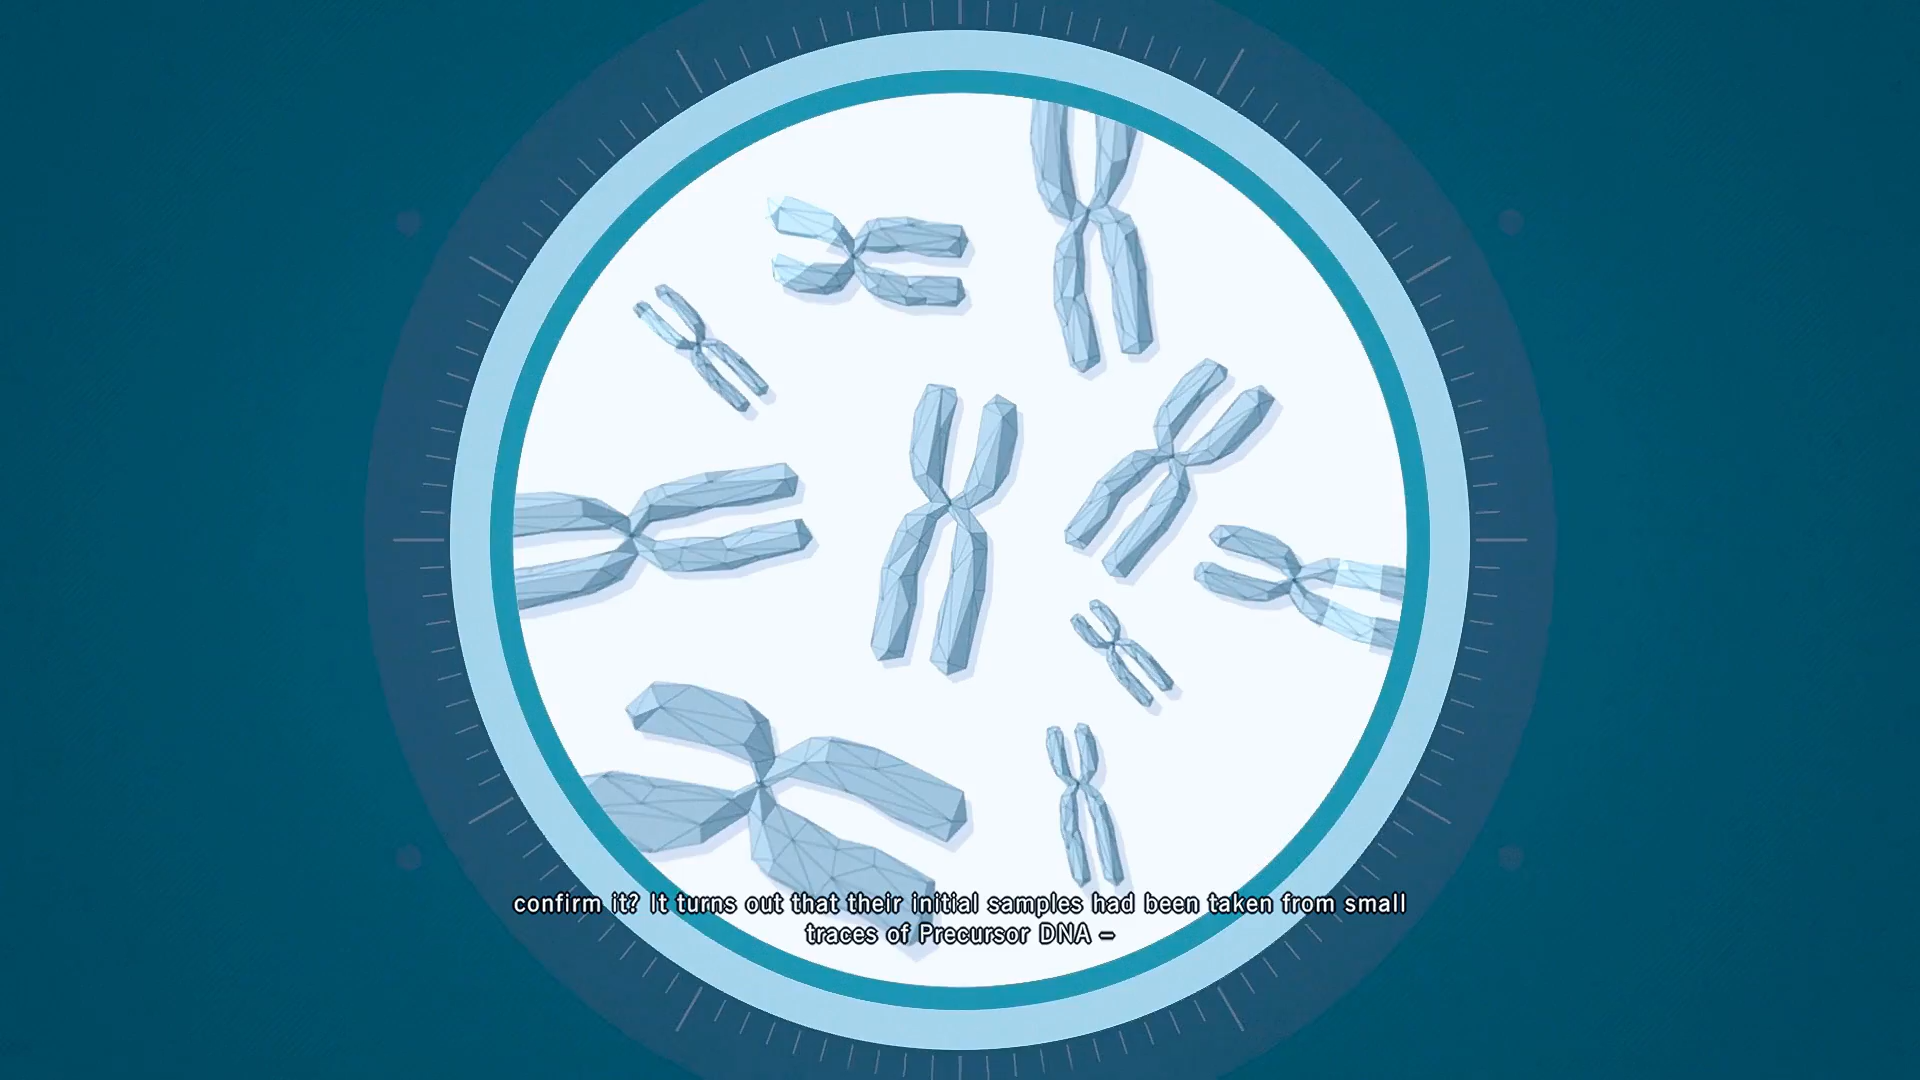 confirm it? It turns out that their initial samples had been taken from small
traces of Precursor DNA –